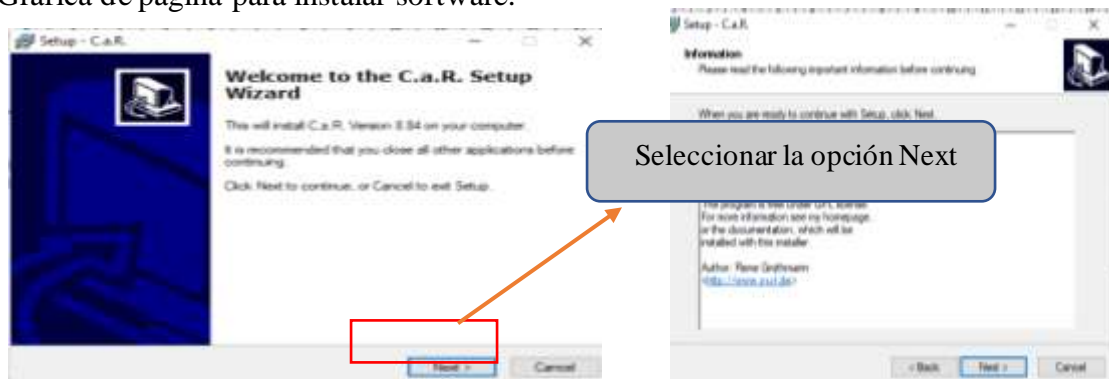 Gráfica de página para instalar software.
Setup - C.a.R.
Welcome to the C.a.R. Setup
Wizard
This will install C.a.R. Version 8.84 on your computer.
It is recommended that you close all other applications before
continuing.
Click Next to continue, or Cancel to exit Setup.
Next >
Cancel
Setup - C.a.R.
Information
Please read the following important information before continuing.
When you are ready to continue with Setup, click Next.
Seleccionar la opción Next
The program is free under GPL license.
For more information see my homepage,
or the documentation, which will be
installed with this installer.
Author: Rene Grothmann
< Back
Next >
Cancel